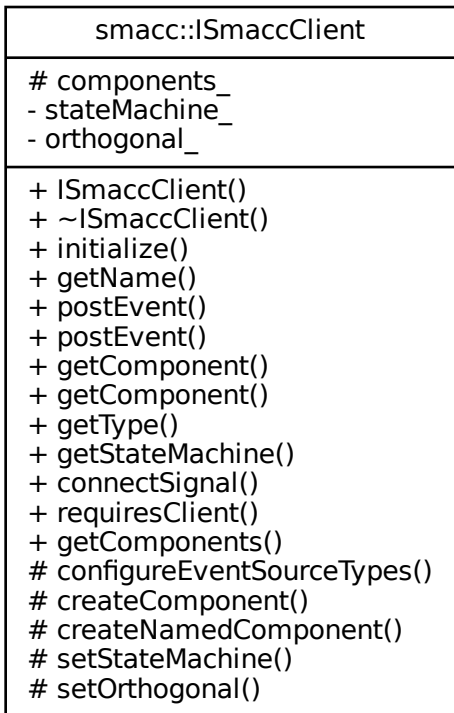 smacc::ISmaccClient
# components_
- stateMachine_
- orthogonal_
+ ISmaccClient()
+ ~ISmaccClient()
+ initialize()
+ getName()
+ postEvent()
+ postEvent()
+ getComponent()
+ getComponent()
+ getType()
+ getStateMachine()
+ connectSignal()
+ requiresClient()
+ getComponents()
# configureEventSourceTypes()
# createComponent()
# createNamedComponent()
# setStateMachine()
# setOrthogonal()